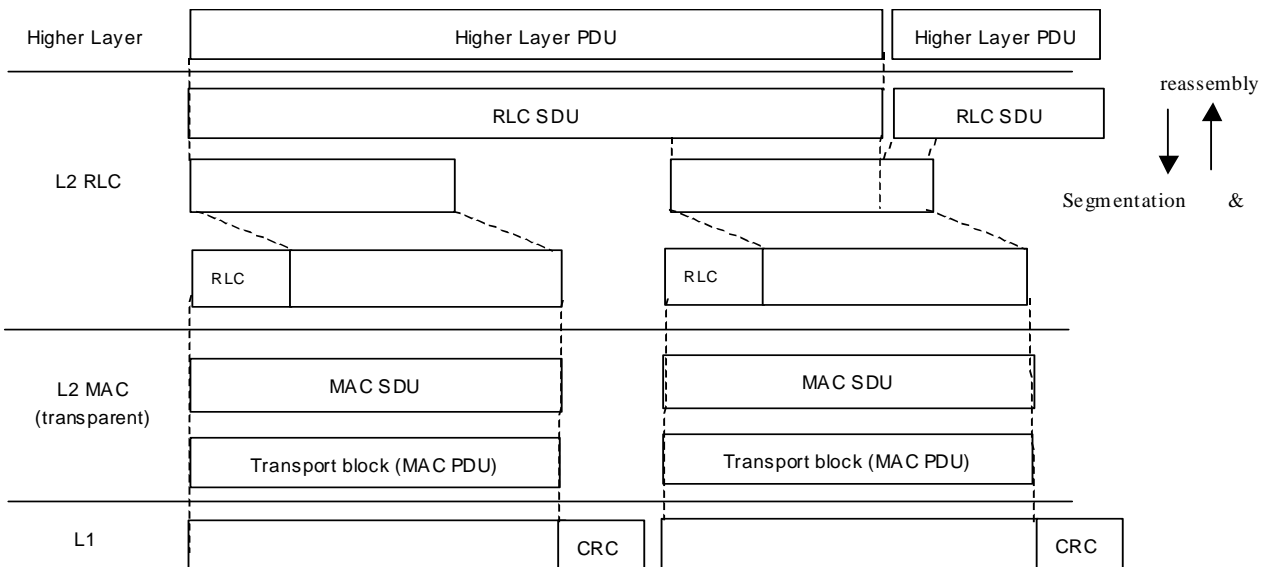 Higher Layer
Higher Layer PDU
Higher Layer PDU
reassembly
RLC SDU
RLC SDU
L2 RLC
Segmentation &
RLC
RLC
L2 MAC
(transparent)
MAC SDU
MAC SDU
Transport block (MAC PDU)
Transport block (MAC PDU)
L1
CRC
CRC